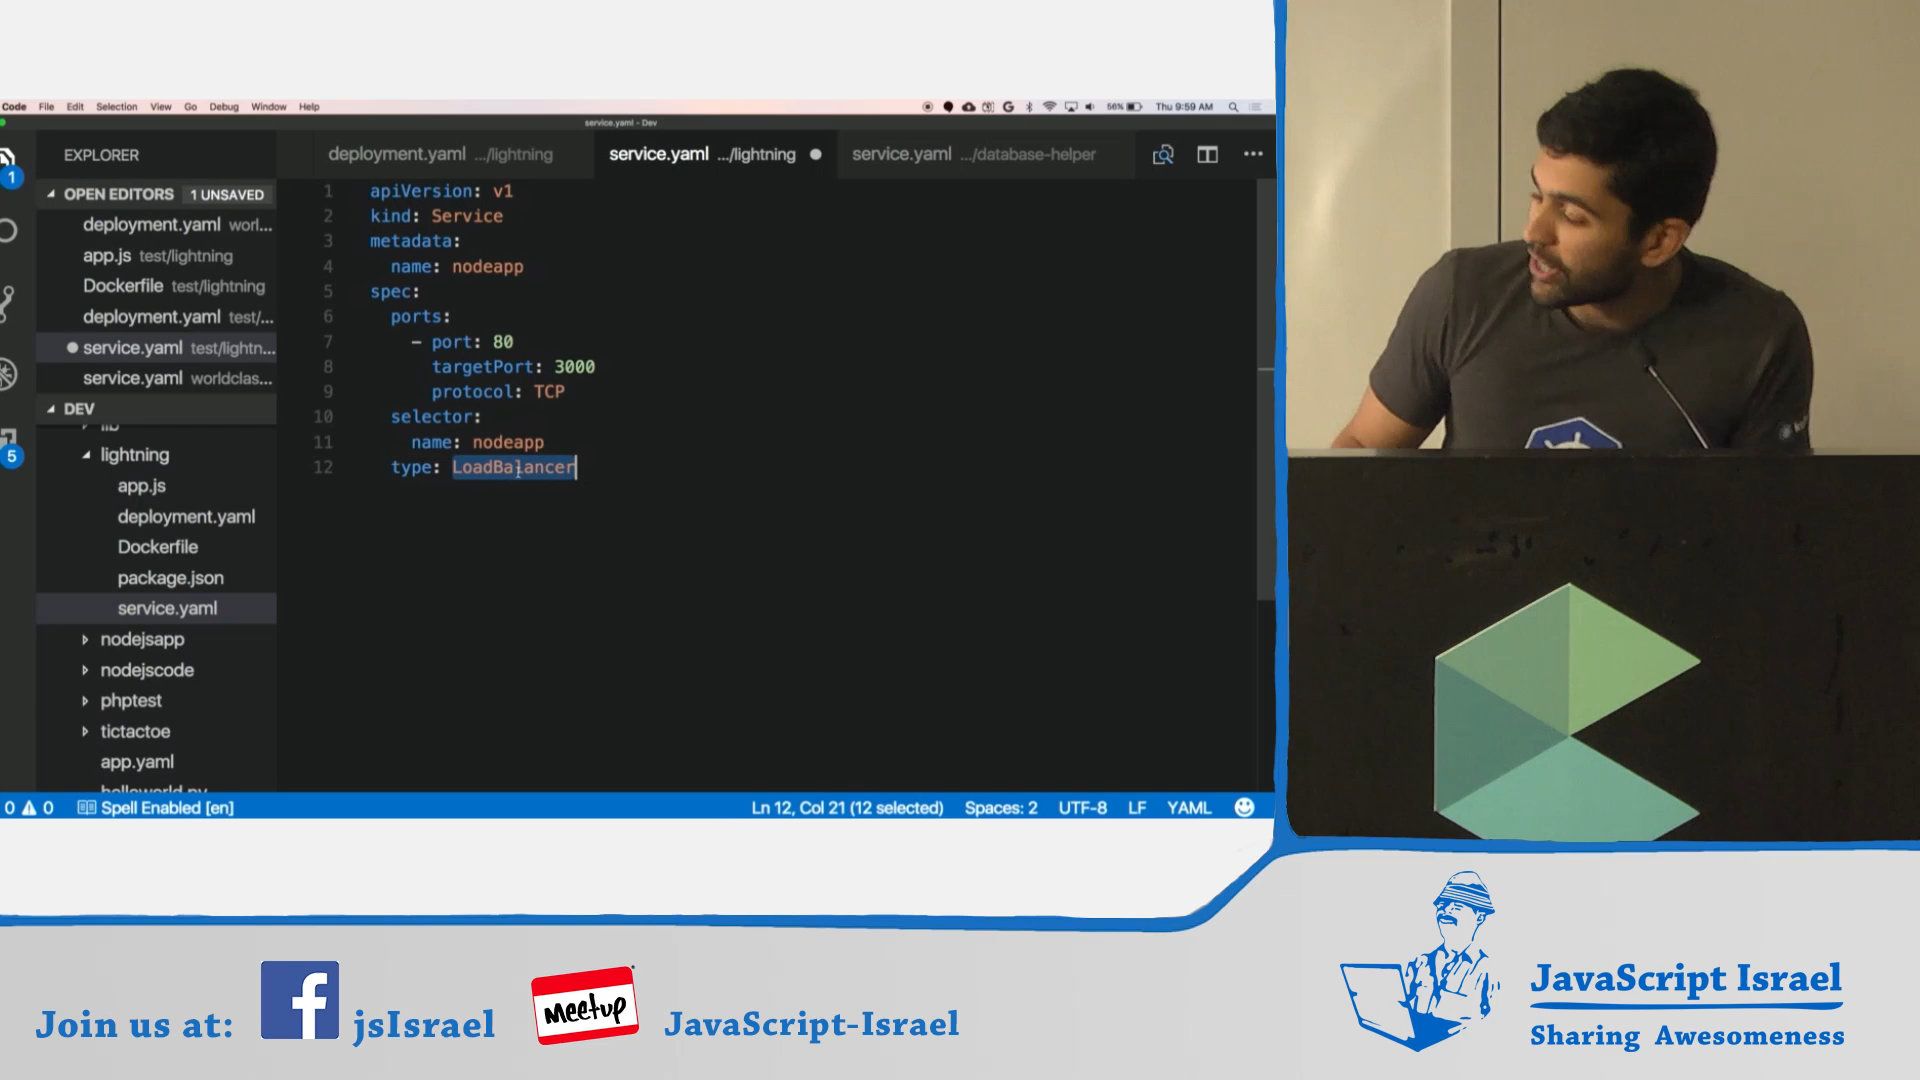 Code File Edit Selection View Go Debug Window Help
56% Thu 9:59 AM
service.yaml - Dev
EXPLORER
1
OPEN EDITORS 1 UNSAVED
deployment.yaml worl...
app.js test/lightning
Dockerfile test/lightning
deployment.yaml test/...
service.yaml test/lightn...
service.yaml worldclas...
DEV
lib
lightning
5
app.js
deployment.yaml
Dockerfile
package.json
service.yaml
nodejsapp
nodejscode
phptest
tictactoe
app.yaml
deployment.yaml .../lightning
service.yaml .../lightning
service.yaml .../database-helper
1 apiVersion: v1
2 kind: Service
3 metadata:
4 name: nodeapp
5 spec:
6 ports:
7 - port: 80
8 targetPort: 3000
9 protocol: TCP
10 selector:
11 name: nodeapp
12 type: LoadBalancer
0 0 Spell Enabled [en]
Ln 12, Col 21 (12 selected) Spaces: 2 UTF-8 LF YAML
Join us at: f jsIsrael Meetup JavaScript-Israel
JavaScript Israel
Sharing Awesomeness